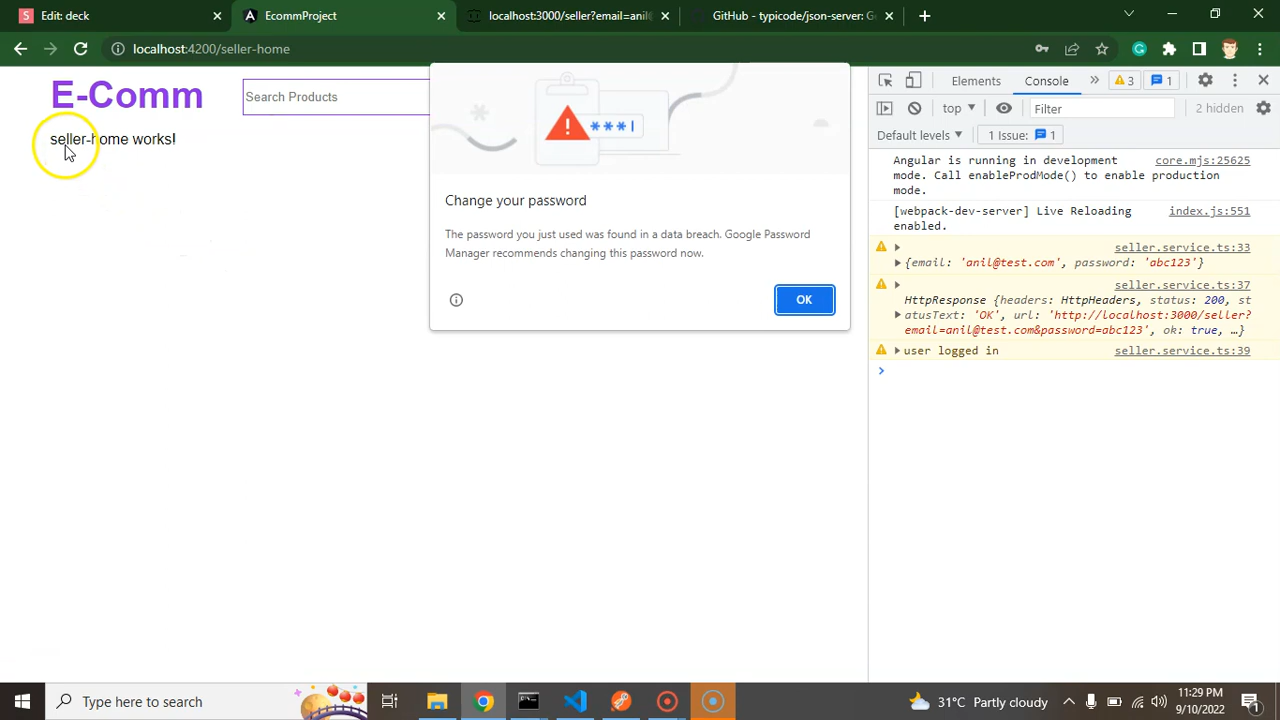 Edit: deck
EcommProject
localhost:3000/seller?email=anil
GitHub - typicode/json-server: Ge
localhost:4200/seller-home
E-Comm
Search Products
seller-home works!
***|
Change your password
The password you just used was found in a data breach. Google Password
Manager recommends changing this password now.
OK
Elements
Console
3
1
top
Filter
2 hidden
Default levels
1 Issue:
1
Angular is running in development core.mjs:25625
mode. Call enableProdMode() to enable production
mode.
[webpack-dev-server] Live Reloading index.js:551
enabled.
seller.service.ts:33
{email: 'anil@test.com', password: 'abc123'}
seller.service.ts:37
HttpResponse {headers: HttpHeaders, status: 200, st
atusText: 'OK', url: 'http://localhost:3000/seller?
email=anil@test.com&password=abc123', ok: true, …}
user logged in seller.service.ts:39
Type here to search
31°C Partly cloudy
11:29 PM
9/10/2022
1